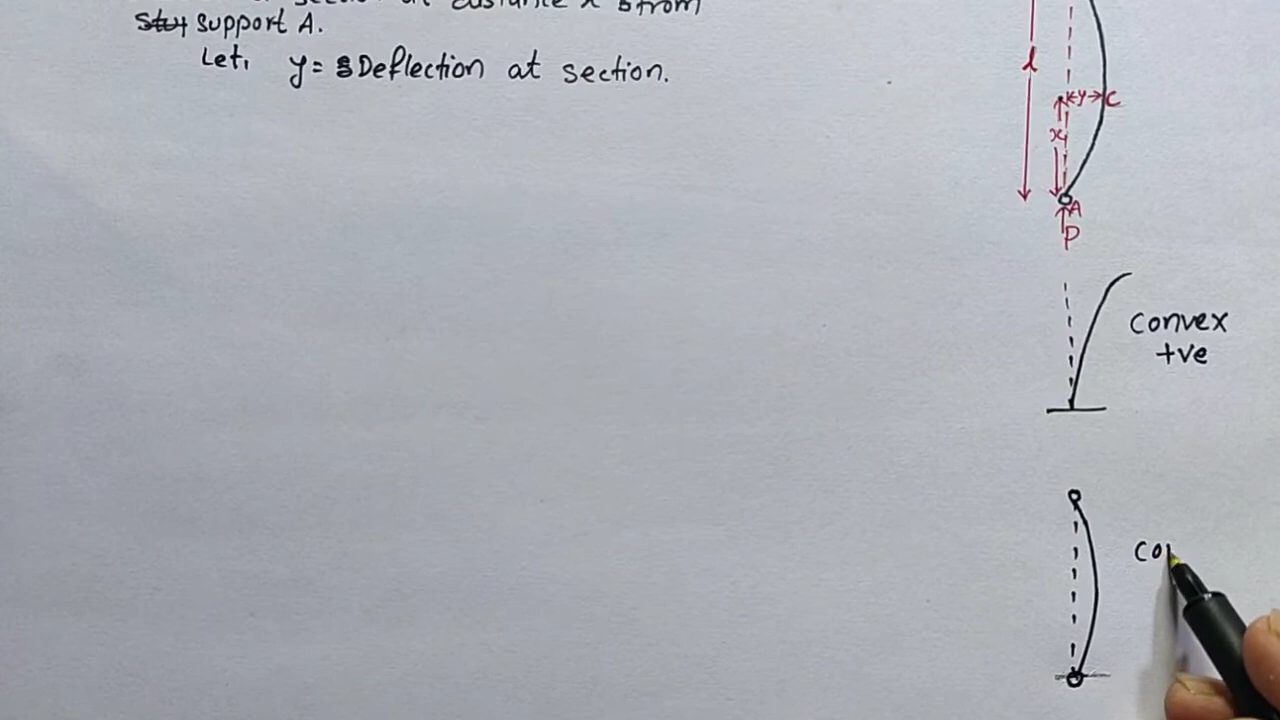 support A.
Let, y = Deflection at section.
l
y C
x
A
P
convex
+ve
co